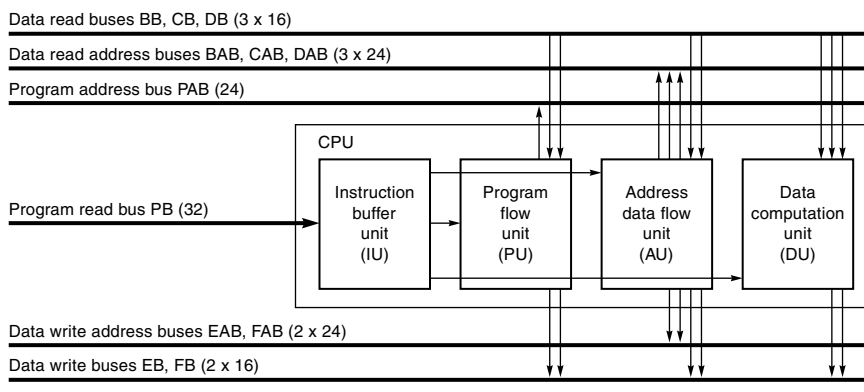 Data read buses BB, CB, DB (3 x 16)
Data read address buses BAB, CAB, DAB (3 x 24)
Program address bus PAB (24)
CPU
Program read bus PB (32)
Instruction
buffer
unit
(IU)
Program
flow
unit
(PU)
Address
data flow
unit
(AU)
Data
computation
unit
(DU)
Data write address buses EAB, FAB (2 x 24)
Data write buses EB, FB (2 x 16)